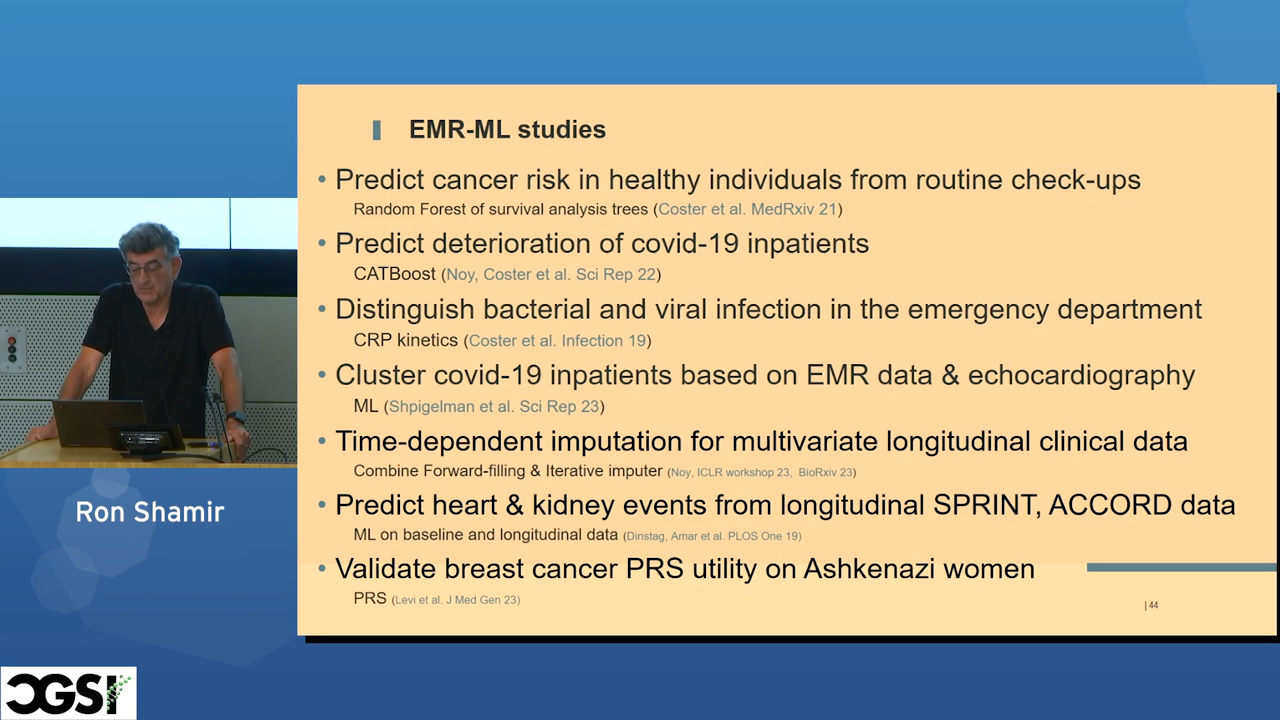 EMR-ML studies
• Predict cancer risk in healthy individuals from routine check-ups
Random Forest of survival analysis trees (Coster et al. MedRxiv 21)
• Predict deterioration of covid-19 inpatients
CATBoost (Noy, Coster et al. Sci Rep 22)
• Distinguish bacterial and viral infection in the emergency department
CRP kinetics (Coster et al. Infection 19)
• Cluster covid-19 inpatients based on EMR data & echocardiography
ML (Shpigelman et al. Sci Rep 23)
• Time-dependent imputation for multivariate longitudinal clinical data
Combine Forward-filling & Iterative imputer (Noy, ICLR workshop 23, BioRxiv 23)
• Predict heart & kidney events from longitudinal SPRINT, ACCORD data
ML on baseline and longitudinal data (Dinstag, Amar et al. PLOS One 19)
• Validate breast cancer PRS utility on Ashkenazi women
PRS (Levi et al. J Med Gen 23)
| 44
Ron Shamir
CGSI